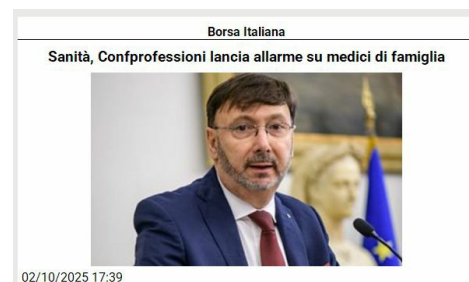 Borsa Italiana
Sanità, Confprofessioni lancia allarme su medici di famiglia
02/10/2025 17:39